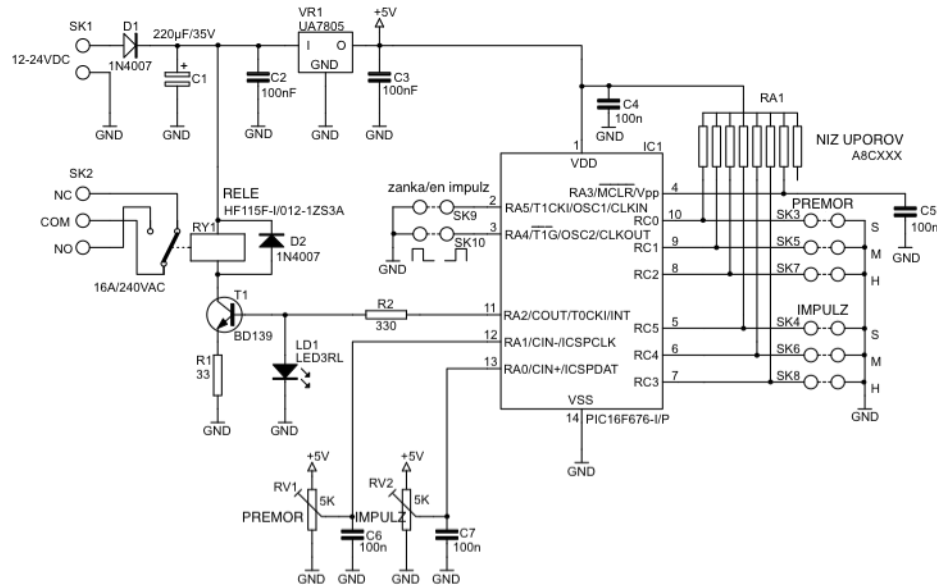 SK1
D1
220µF/35V
VR1
UA7805
+5V
12-24VDC
1N4007
+
C1
C2
100nF
I
O
GND
C3
100nF
GND
GND
GND
GND
GND
C4
100n
GND
RA1
NIZ UPOROV
A8CXXX
SK2
NC
COM
NO
RELE
HF115F-I/012-1ZS3A
RY1
D2
1N4007
16A/240VAC
zanka/en impulz
SK9
SK10
GND
1
VDD
IC1
2
RA5/T1CKI/OSC1/CLKIN
3
RA4/T1G/OSC2/CLKOUT
RA3/MCLR/Vpp
4
RC0
10
RC1
9
RC2
8
C5
100n
GND
PREMOR
SK3
S
SK5
M
SK7
H
T1
BD139
R2
330
11
RA2/COUT/T0CKI/INT
12
RA1/CIN-/ICSPCLK
13
RA0/CIN+/ICSPDAT
RC5
5
RC4
6
RC3
7
IMPULZ
SK4
S
SK6
M
SK8
H
GND
R1
33
GND
LD1
LED3RL
GND
VSS
14
PIC16F676-I/P
GND
+5V
RV1
5K
PREMOR
C6
100n
GND
GND
+5V
RV2
5K
IMPULZ
C7
100n
GND
GND